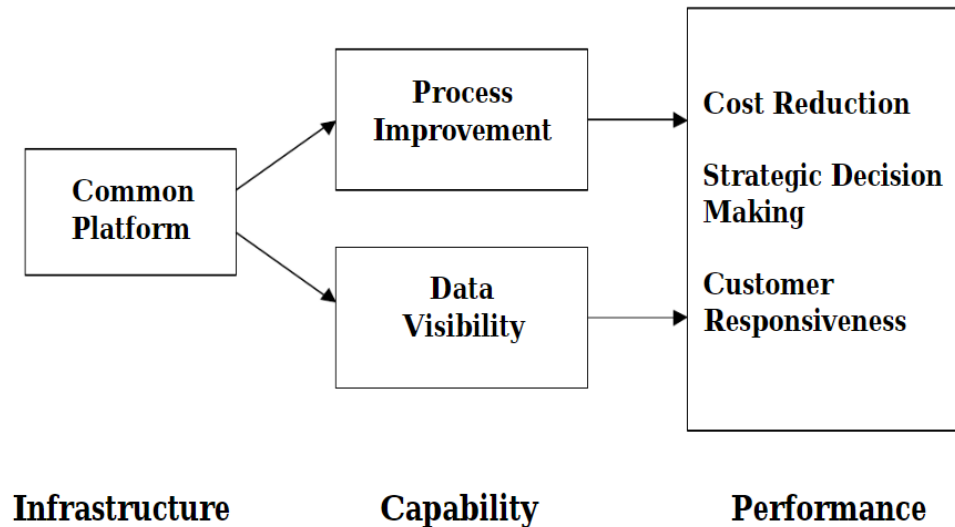 Common
Platform
Process
Improvement
Data
Visibility
Cost Reduction
Strategic Decision
Making
Customer
Responsiveness
Infrastructure
Capability
Performance